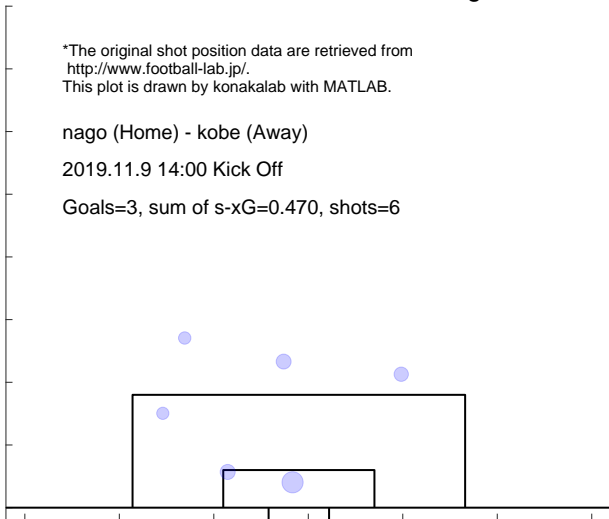 *The original shot position data are retrieved from
http://www.football-lab.jp/.
This plot is drawn by konakalab with MATLAB.
nago (Home) - kobe (Away)
2019.11.9 14:00 Kick Off
Goals=3, sum of s-xG=0.470, shots=6